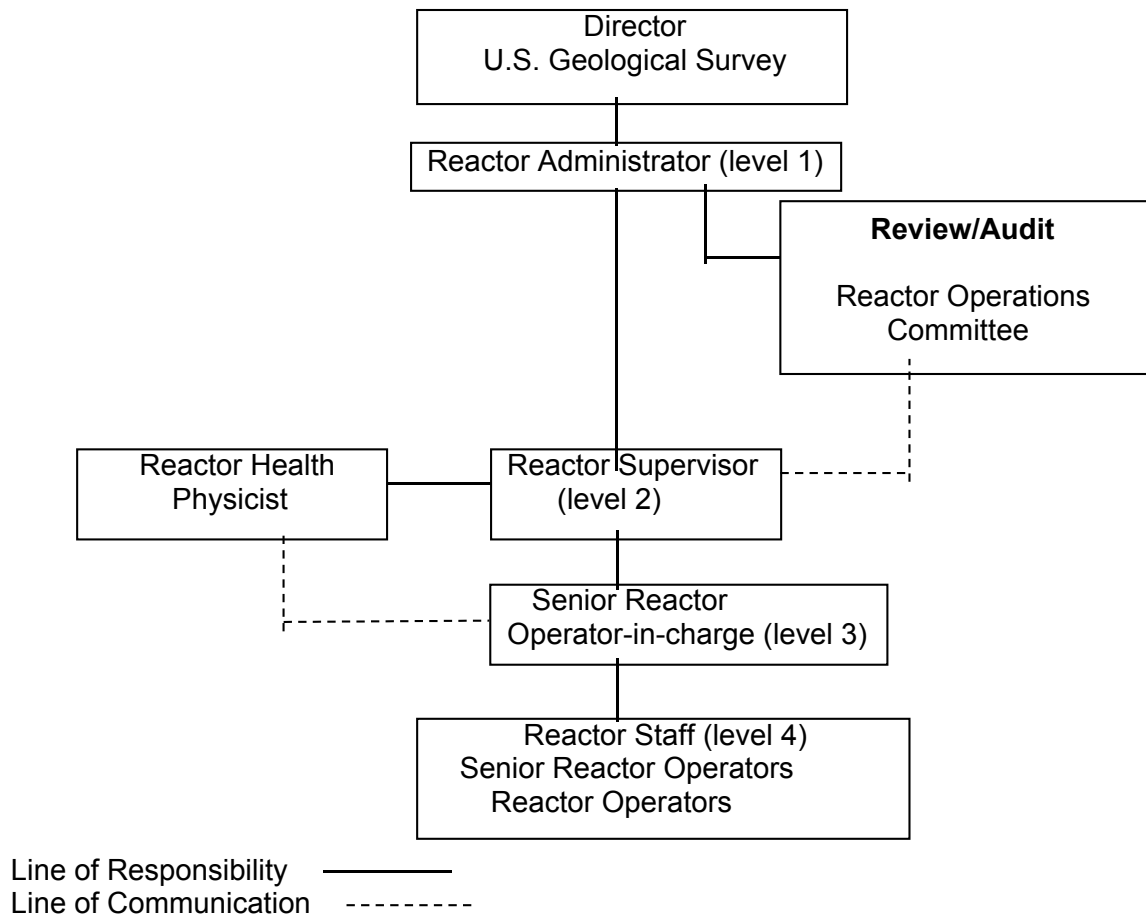 Director
U.S. Geological Survey
Reactor Administrator (level 1)
Review/Audit
Reactor Operations
Committee
Reactor Health
Physicist
Reactor Supervisor
(level 2)
Senior Reactor
Operator-in-charge (level 3)
Reactor Staff (level 4)
Senior Reactor Operators
Reactor Operators
Line of Responsibility
Line of Communication